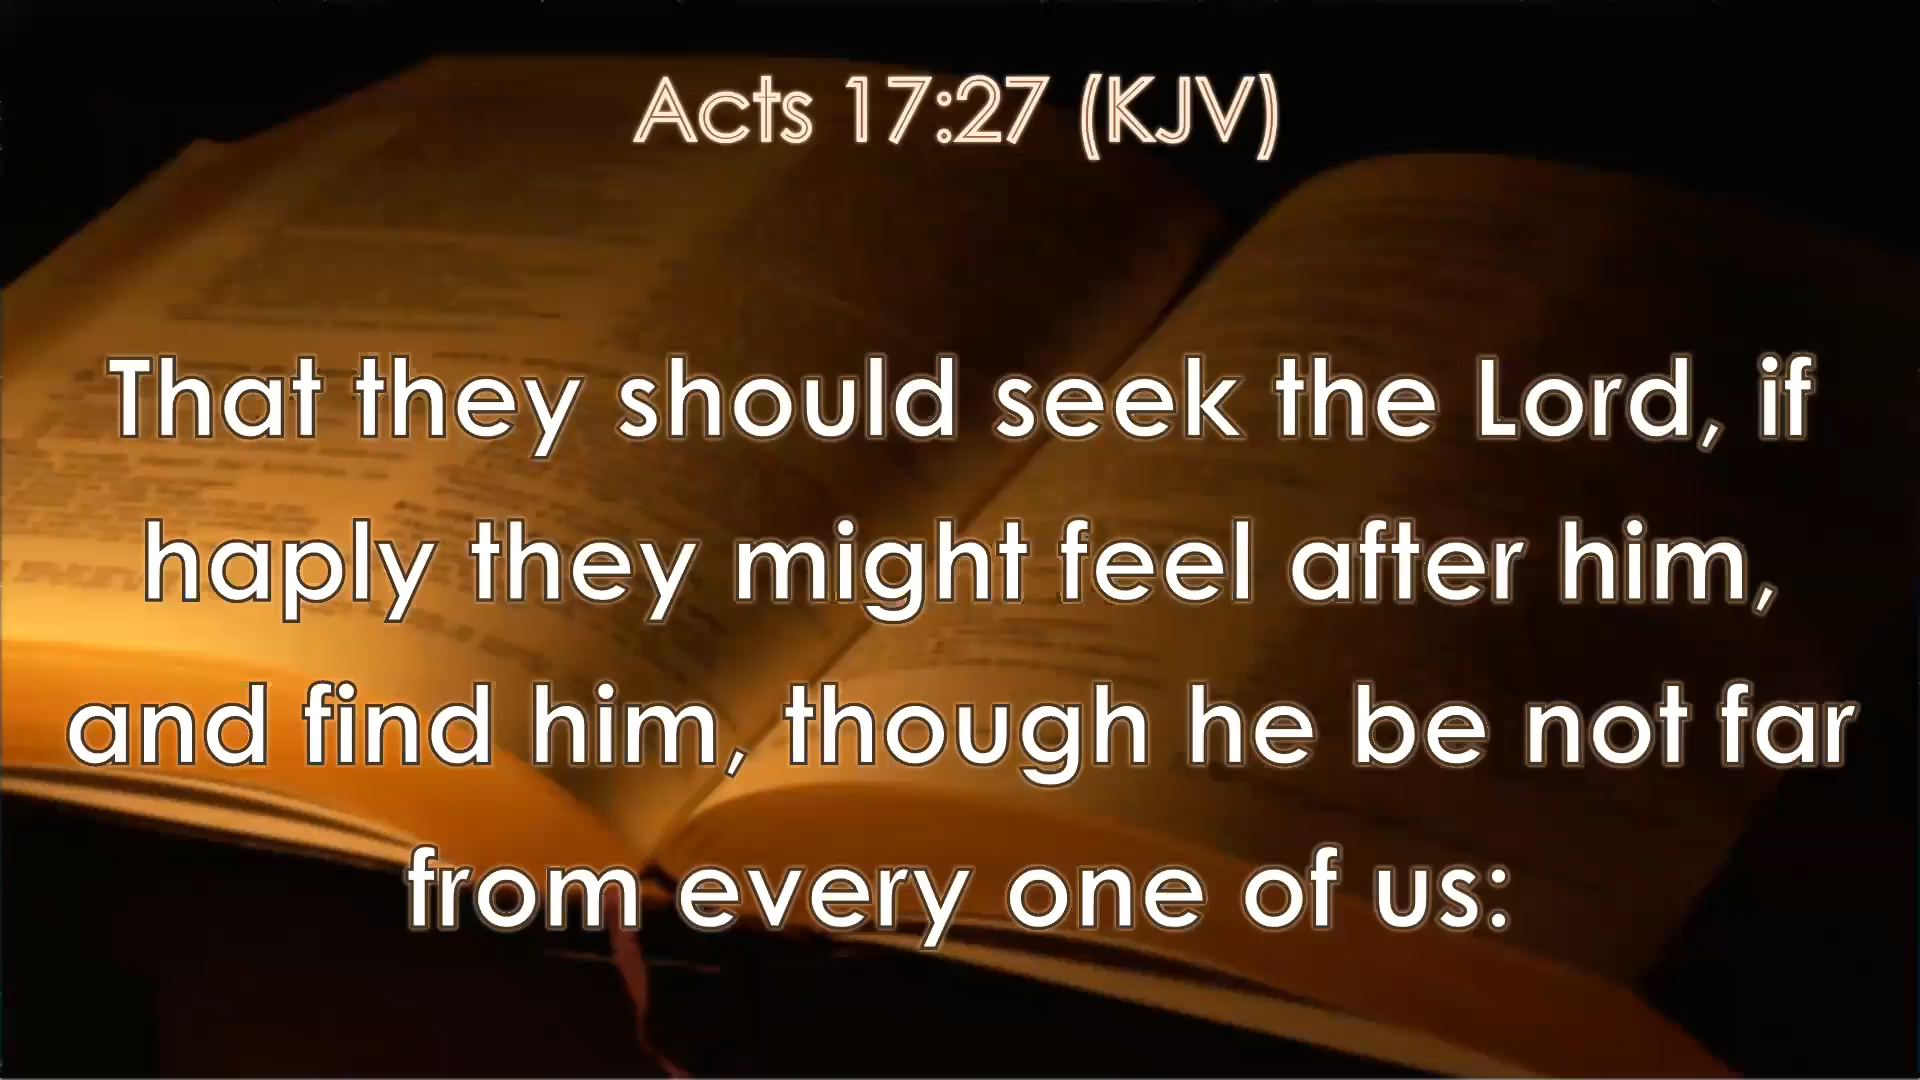 Acts 17:27 (KJV)
That they should seek the Lord, if
haply they might feel after him,
and find him, though he be not far
from every one of us: